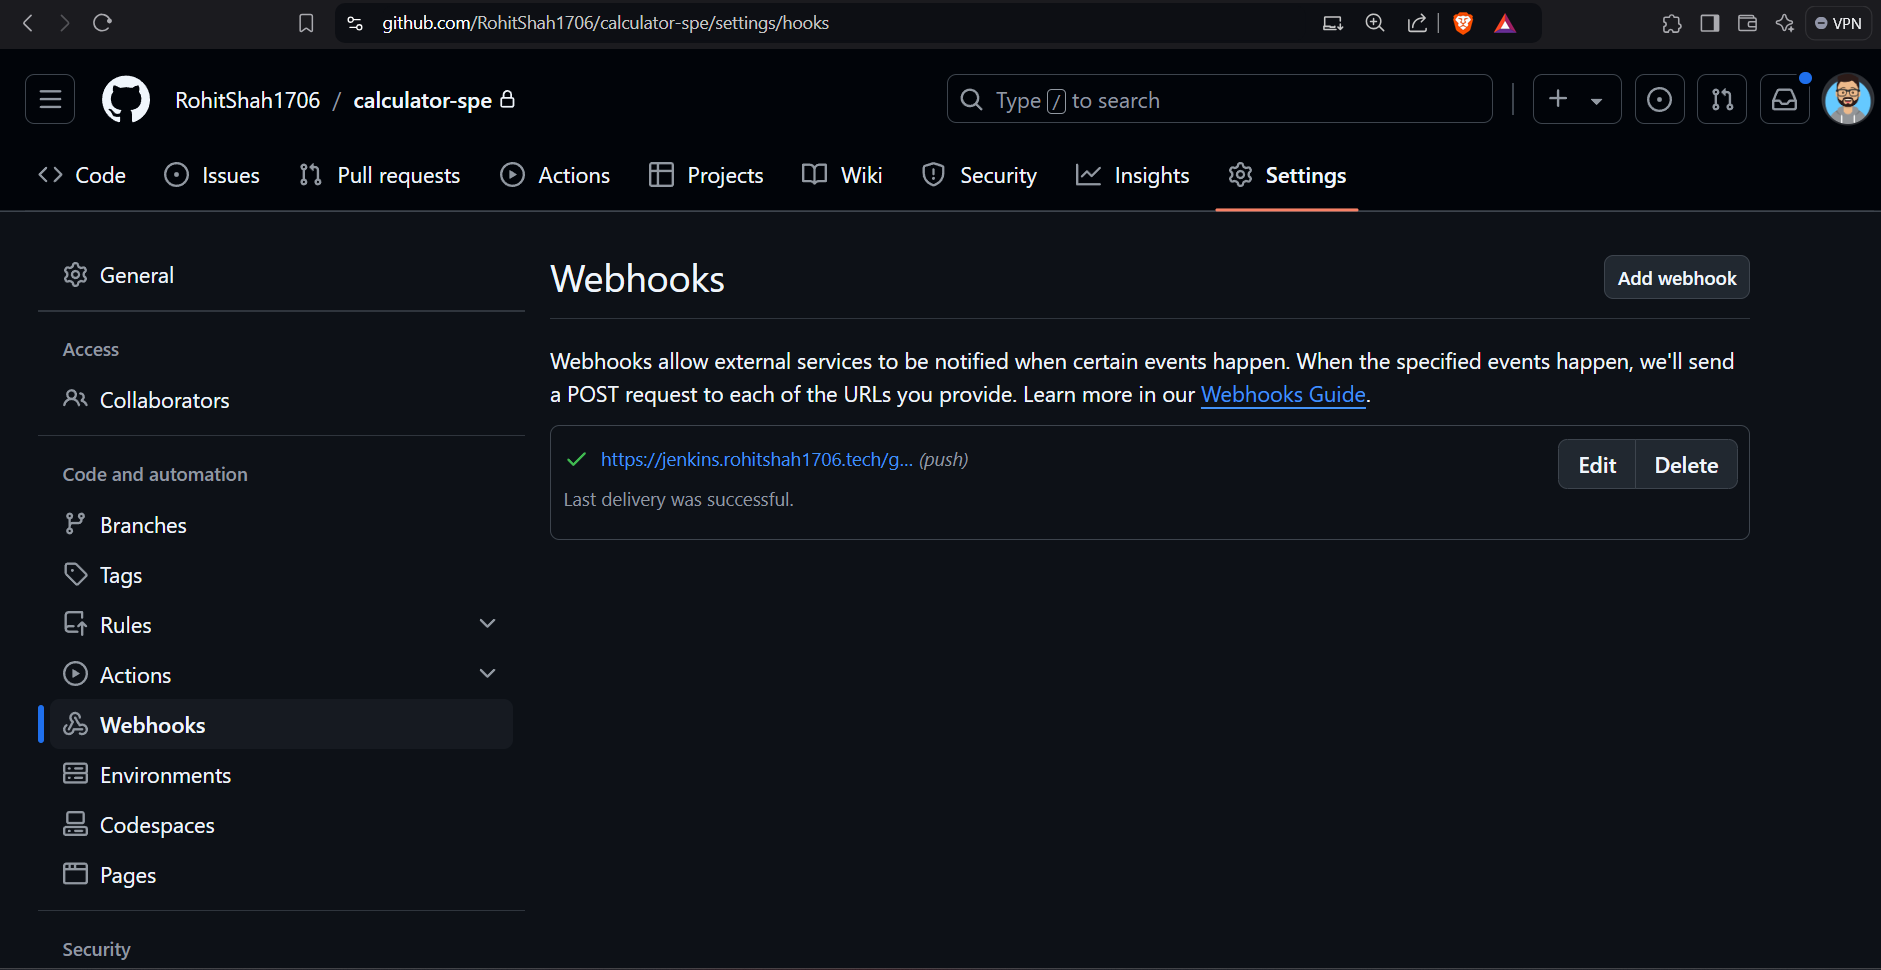 github.com/RohitShah1706/calculator-spe/settings/hooks
VPN
RohitShah1706 / calculator-spe
Type / to search
Code
Issues
Pull requests
Actions
Projects
Wiki
Security
Insights
Settings
General
Access
Collaborators
Code and automation
Branches
Tags
Rules
Actions
Webhooks
Environments
Codespaces
Pages
Security
Webhooks
Add webhook
Webhooks allow external services to be notified when certain events happen. When the specified events happen, we'll send
a POST request to each of the URLs you provide. Learn more in our Webhooks Guide.
https://jenkins.rohitshah1706.tech/g... (push)
Edit
Delete
Last delivery was successful.